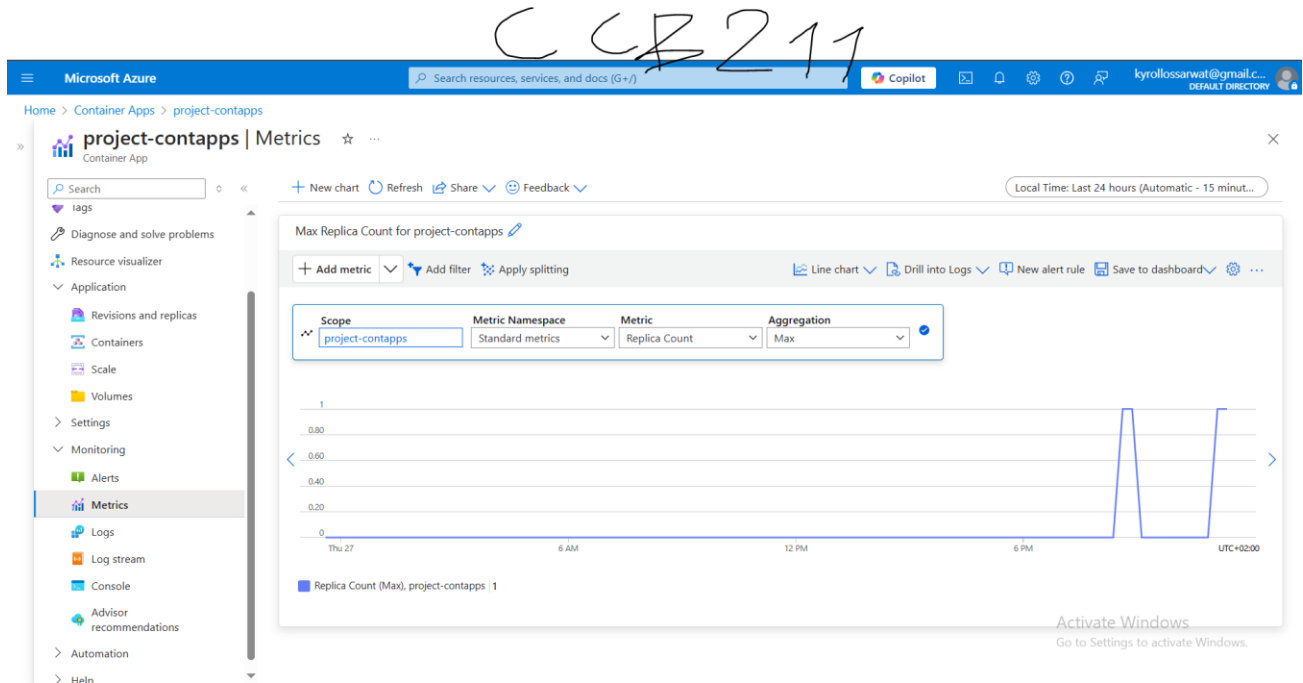 CCB211
Microsoft Azure
Search resources, services, and docs (G+/)
Copilot
kyrollossarwat@gmail.c...
DEFAULT DIRECTORY
Home > Container Apps > project-contapps
project-contapps | Metrics
Container App
Search
Tags
Diagnose and solve problems
Resource visualizer
Application
Revisions and replicas
Containers
Scale
Volumes
Settings
Monitoring
Alerts
Metrics
Logs
Log stream
Console
Advisor
recommendations
Automation
Help
New chart Refresh Share Feedback
Local Time: Last 24 hours (Automatic - 15 minut...
Max Replica Count for project-contapps
Add metric Add filter Apply splitting Line chart Drill into Logs New alert rule Save to dashboard
Scope Metric Namespace Metric Aggregation
project-contapps Standard metrics Replica Count Max
1
0.80
0.60
0.40
0.20
0
Thu 27 6 AM 12 PM 6 PM UTC+02:00
Replica Count (Max), project-contapps 1
Activate Windows
Go to Settings to activate Windows.